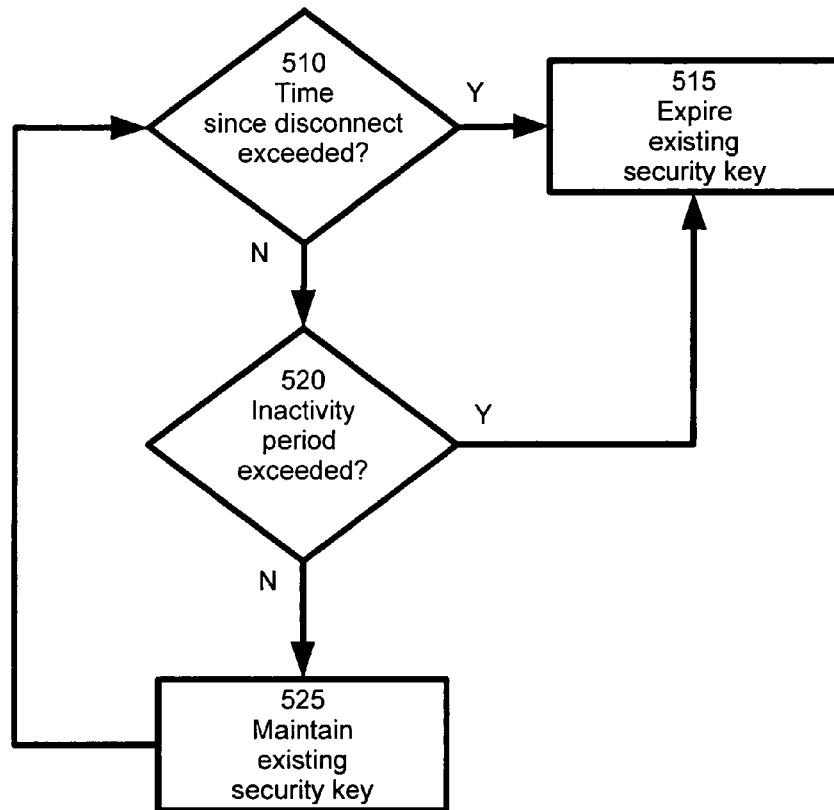 510
Time
since disconnect
exceeded?
Y
515
Expire
existing
security key
N
520
Inactivity
period
exceeded?
Y
N
525
Maintain
existing
security key